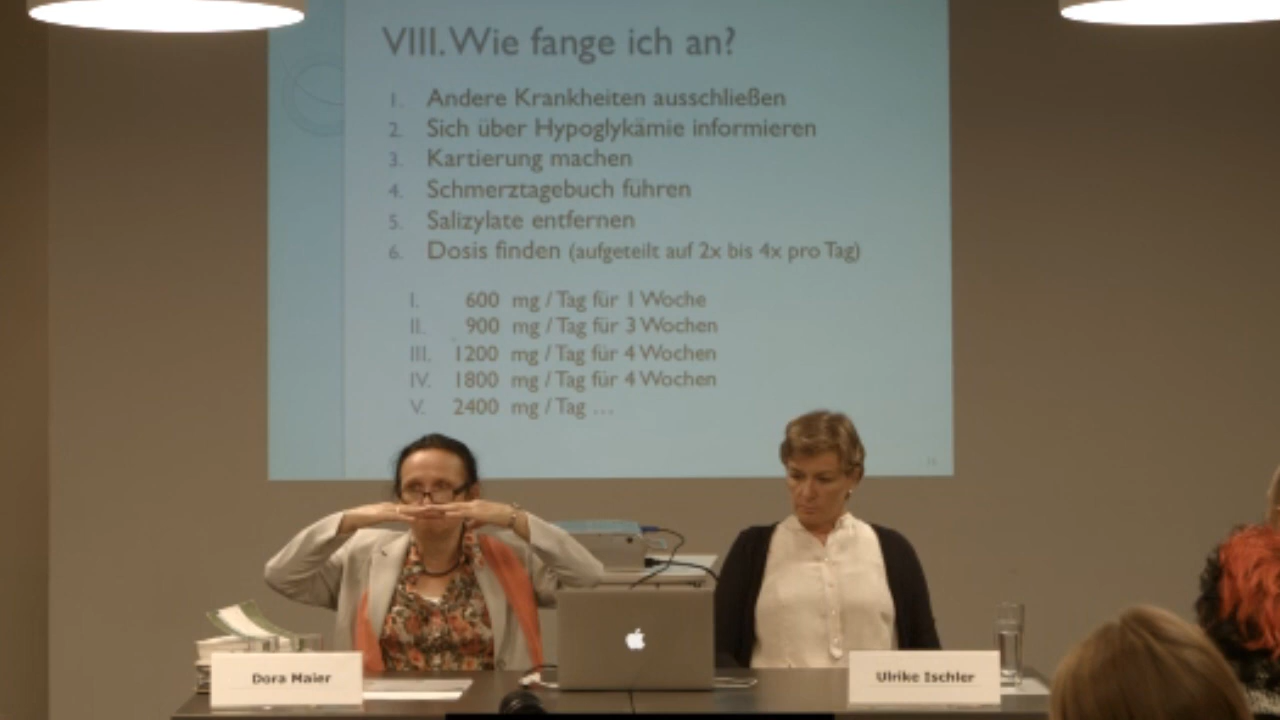 VIII. Wie fange ich an?
1. Andere Krankheiten ausschließen
2. Sich über Hypoglykämie informieren
3. Kartierung machen
4. Schmerztagebuch führen
5. Salizylate entfernen
6. Dosis finden (aufgeteilt auf 2x bis 4x pro Tag)
I. 600 mg / Tag für 1 Woche
II. 900 mg / Tag für 3 Wochen
III. 1200 mg / Tag für 4 Wochen
IV. 1800 mg / Tag für 4 Wochen
V. 2400 mg / Tag …
Dora Maier
Ulrike Ischler